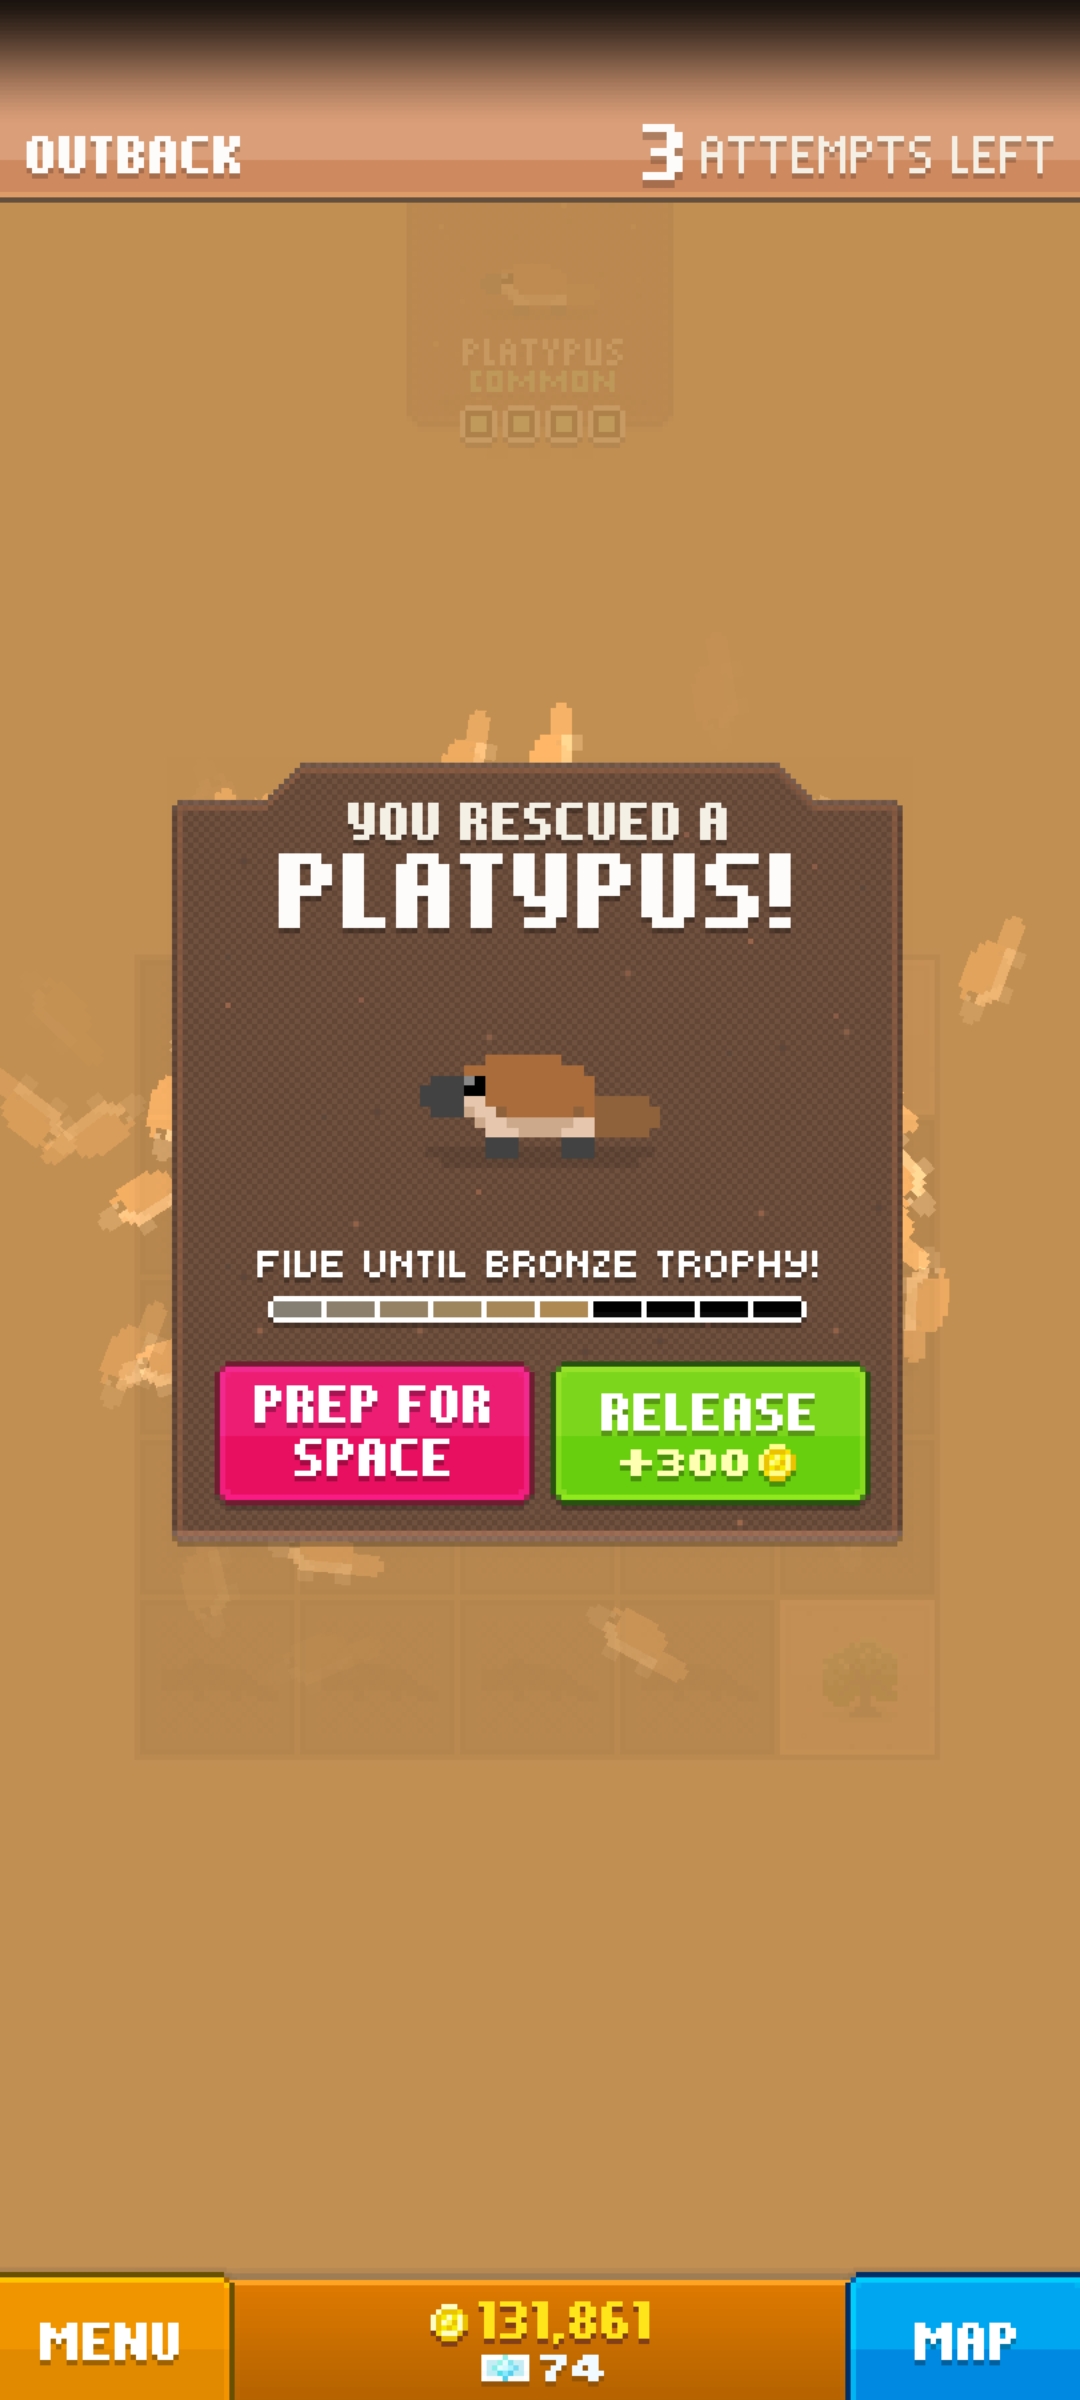 OUTBACK
3 ATTEMPTS LEFT
PLATYPUS
COMMON
YOU RESCUED A
PLATYPUS!
FIVE UNTIL BRONZE TROPHY!
PREP FOR
SPACE
RELEASE
+300
MENU
131,861
74
MAP